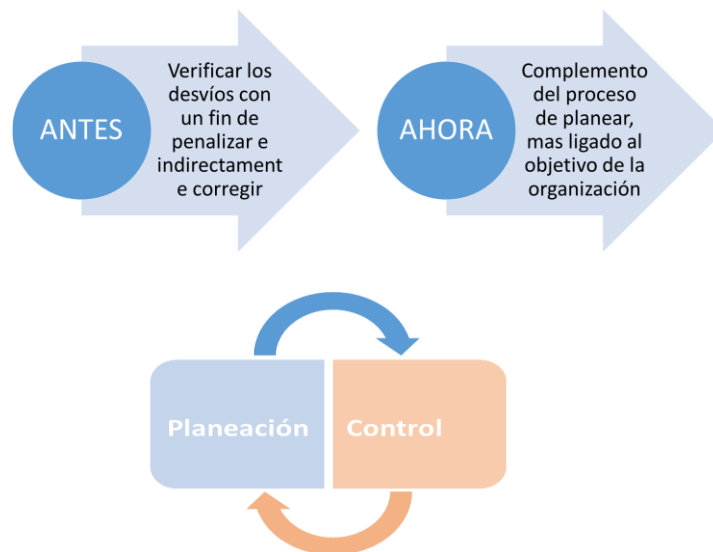 ANTES
Verificar los
desvíos con
un fin de
penalizar e
indirectament
e corregir
AHORA
Complemento
del proceso
de planear,
mas ligado al
objetivo de la
organización
Planeación
Control